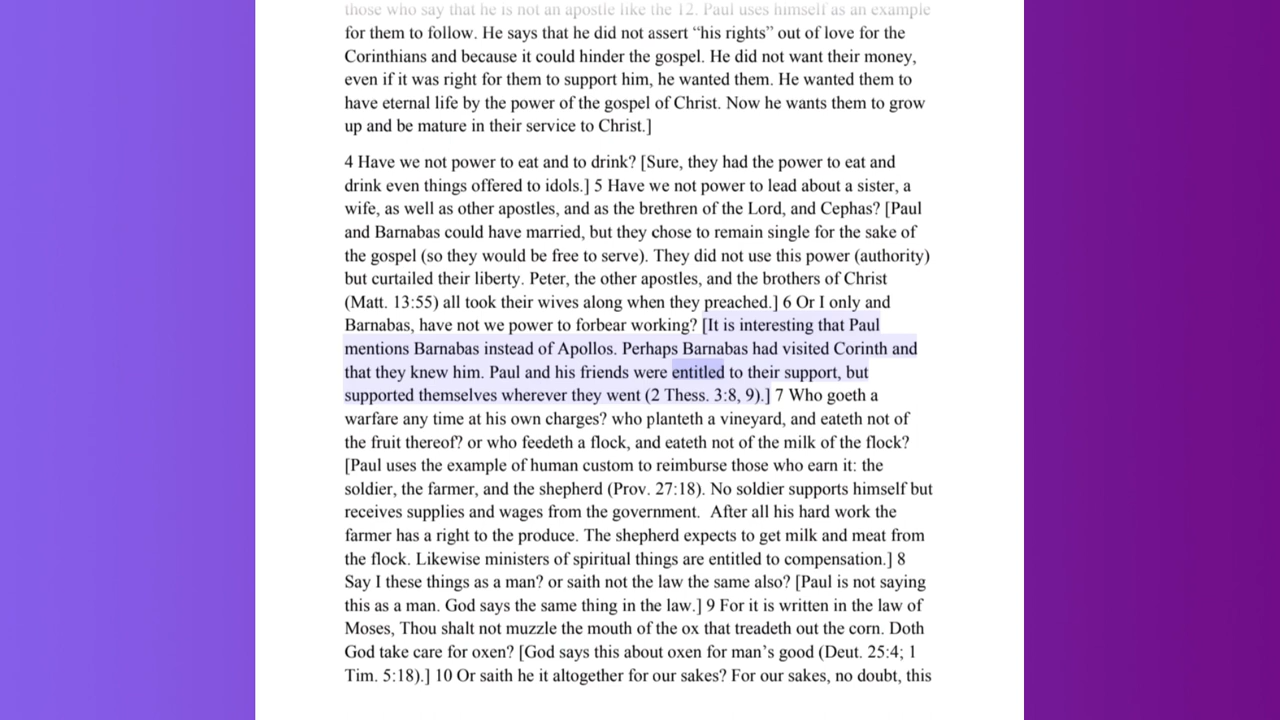 those who say that he is not an apostle like the 12. Paul uses himself as an example
for them to follow. He says that he did not assert “his rights” out of love for the
Corinthians and because it could hinder the gospel. He did not want their money,
even if it was right for them to support him, he wanted them. He wanted them to
have eternal life by the power of the gospel of Christ. Now he wants them to grow
up and be mature in their service to Christ.]
4 Have we not power to eat and to drink? [Sure, they had the power to eat and
drink even things offered to idols.] 5 Have we not power to lead about a sister, a
wife, as well as other apostles, and as the brethren of the Lord, and Cephas? [Paul
and Barnabas could have married, but they chose to remain single for the sake of
the gospel (so they would be free to serve). They did not use this power (authority)
but curtailed their liberty. Peter, the other apostles, and the brothers of Christ
(Matt. 13:55) all took their wives along when they preached.] 6 Or I only and
Barnabas, have not we power to forbear working? [It is interesting that Paul
mentions Barnabas instead of Apollos. Perhaps Barnabas had visited Corinth and
that they knew him. Paul and his friends were entitled to their support, but
supported themselves wherever they went (2 Thess. 3:8, 9).] 7 Who goeth a
warfare any time at his own charges? who planteth a vineyard, and eateth not of
the fruit thereof? or who feedeth a flock, and eateth not of the milk of the flock?
[Paul uses the example of human custom to reimburse those who earn it: the
soldier, the farmer, and the shepherd (Prov. 27:18). No soldier supports himself but
receives supplies and wages from the government.  After all his hard work the
farmer has a right to the produce. The shepherd expects to get milk and meat from
the flock. Likewise ministers of spiritual things are entitled to compensation.] 8
Say I these things as a man? or saith not the law the same also? [Paul is not saying
this as a man. God says the same thing in the law.] 9 For it is written in the law of
Moses, Thou shalt not muzzle the mouth of the ox that treadeth out the corn. Doth
God take care for oxen? [God says this about oxen for man’s good (Deut. 25:4; 1
Tim. 5:18).] 10 Or saith he it altogether for our sakes? For our sakes, no doubt, this